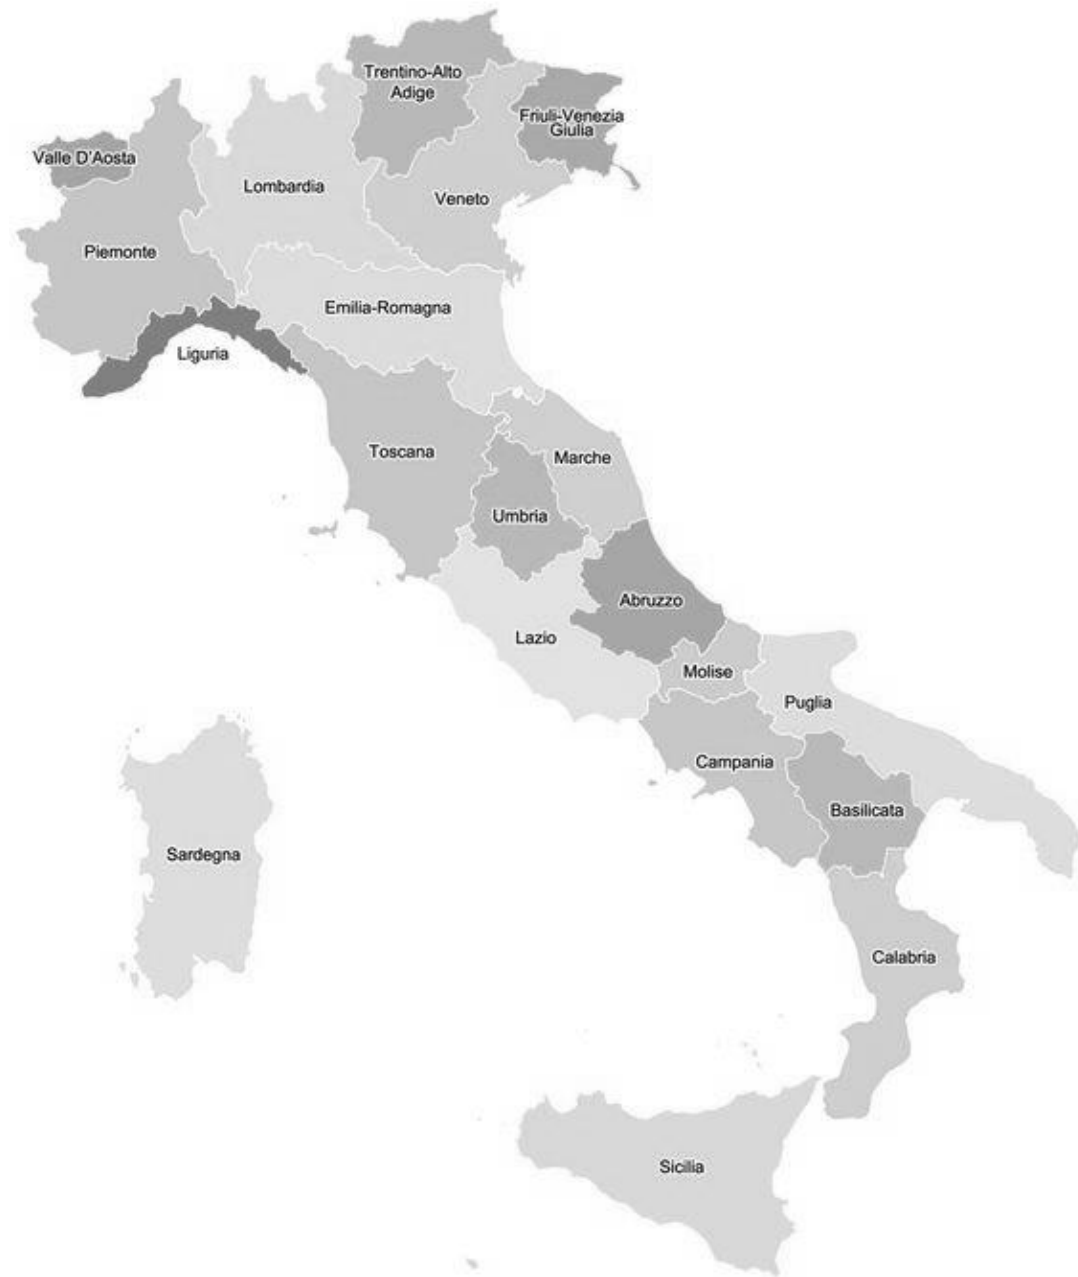 Trentino-Alto
Adige
Friuli-Venezia
Giulia
Valle D'Aosta
Lombardia
Veneto
Piemonte
Emilia-Romagna
Liguria
Toscana
Marche
Umbria
Abruzzo
Lazio
Molise
Puglia
Campania
Basilicata
Sardegna
Calabria
Sicilia